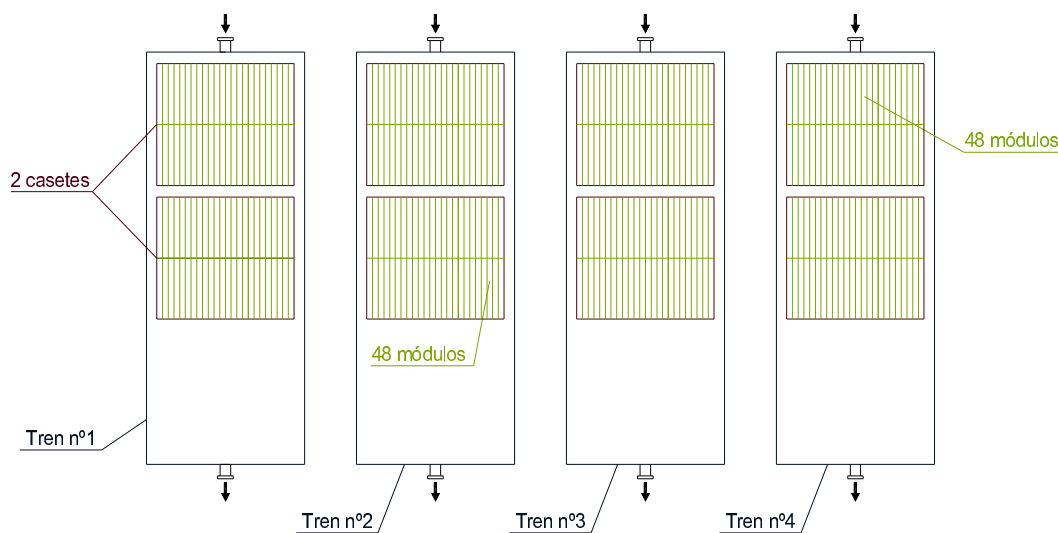 48 módulos
2 casetes
48 módulos
Tren nº1
Tren nº2
Tren nº3
Tren nº4